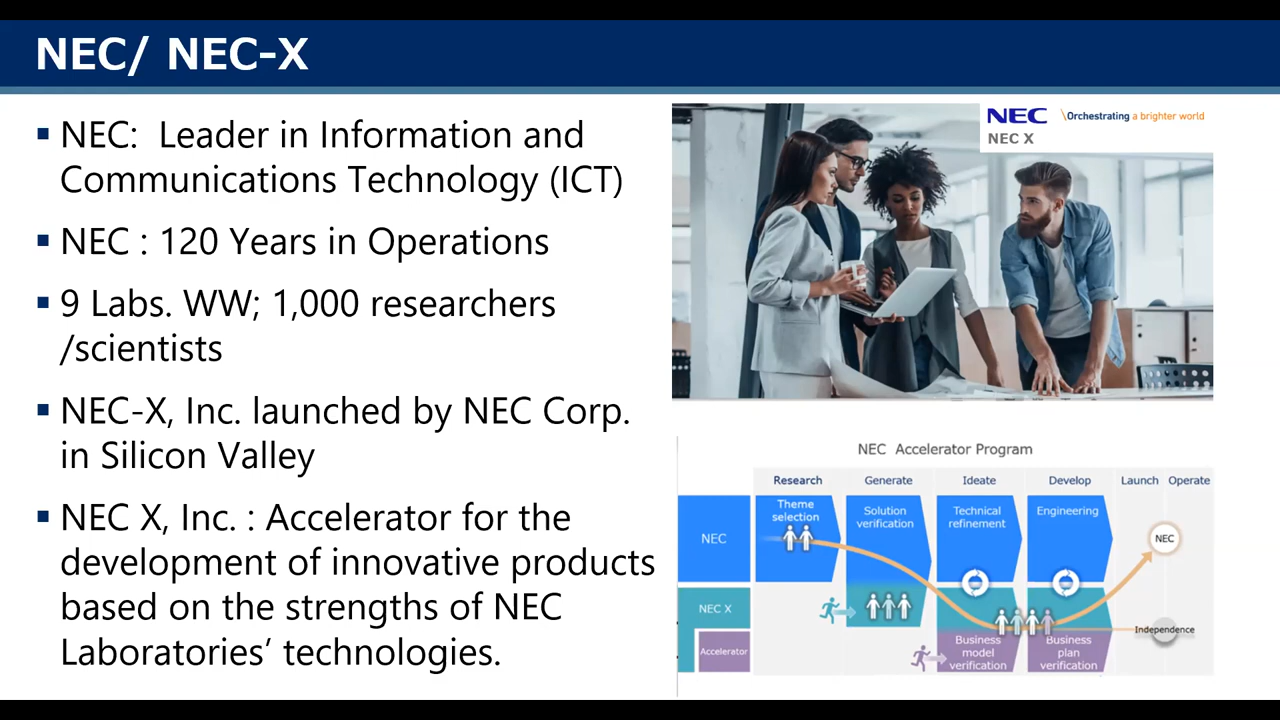 NEC/ NEC-X
▪ NEC:  Leader in Information and
Communications Technology (ICT)
▪ NEC : 120 Years in Operations
▪ 9 Labs. WW; 1,000 researchers
/scientists
▪ NEC-X, Inc. launched by NEC Corp.
in Silicon Valley
▪ NEC X, Inc. : Accelerator for the
development of innovative products
based on the strengths of NEC
Laboratories’ technologies.
NEC \Orchestrating a brighter world
NEC X
NEC Accelerator Program
Research Generate Ideate Develop Launch Operate
NEC
Theme
selection
Solution
verification
Technical
refinement
Engineering
NEC
NEC X
Accelerator
Business
model
verification
Business
plan
verification
Independence